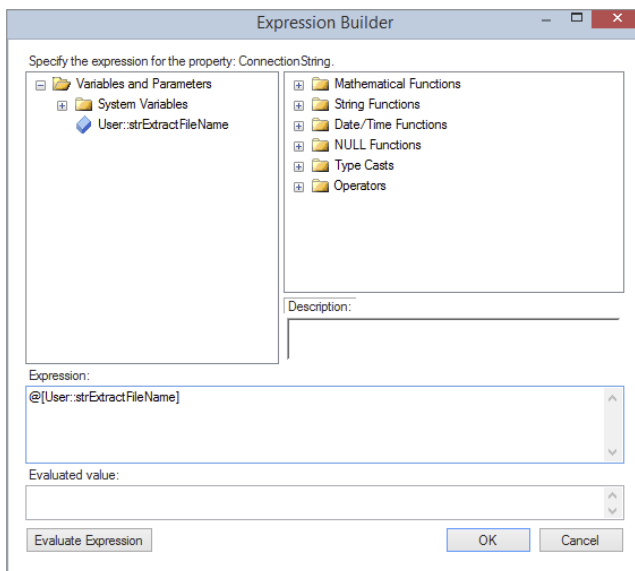 Expression Builder
Specify the expression for the property: ConnectionString.
Variables and Parameters
System Variables
User::strExtractFileName
Mathematical Functions
String Functions
Date/Time Functions
NULL Functions
Type Casts
Operators
Description:
Expression:
@[User::strExtractFileName]
Evaluated value:
Evaluate Expression
OK
Cancel